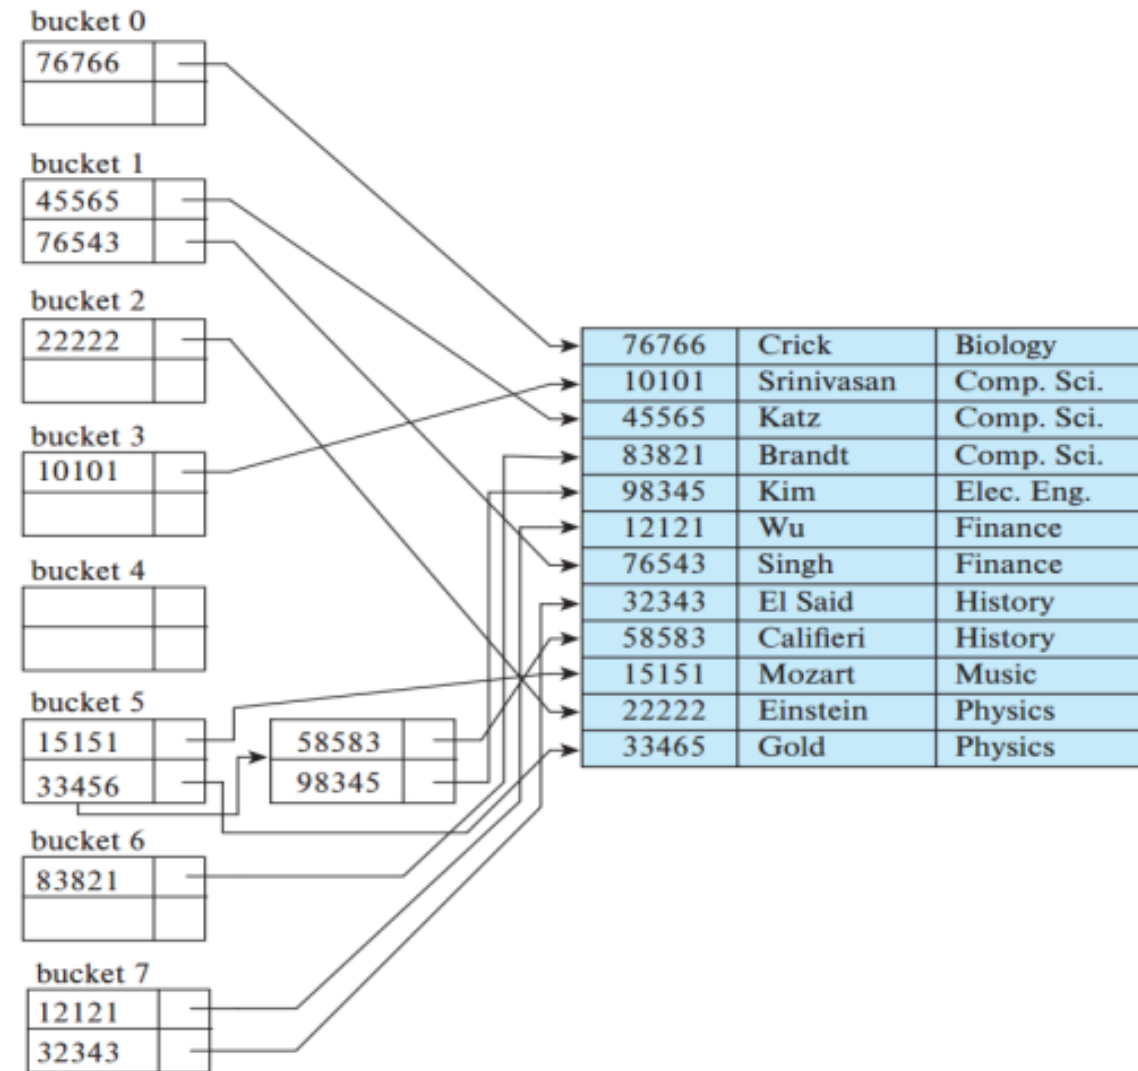 bucket 0
76766
bucket 1
45565
76543
bucket 2
22222
bucket 3
10101
bucket 4
bucket 5
15151
33456
58583
98345
bucket 6
83821
bucket 7
12121
32343
76766 Crick Biology
10101 Srinivasan Comp. Sci.
45565 Katz Comp. Sci.
83821 Brandt Comp. Sci.
98345 Kim Elec. Eng.
12121 Wu Finance
76543 Singh Finance
32343 El Said History
58583 Califieri History
15151 Mozart Music
22222 Einstein Physics
33465 Gold Physics